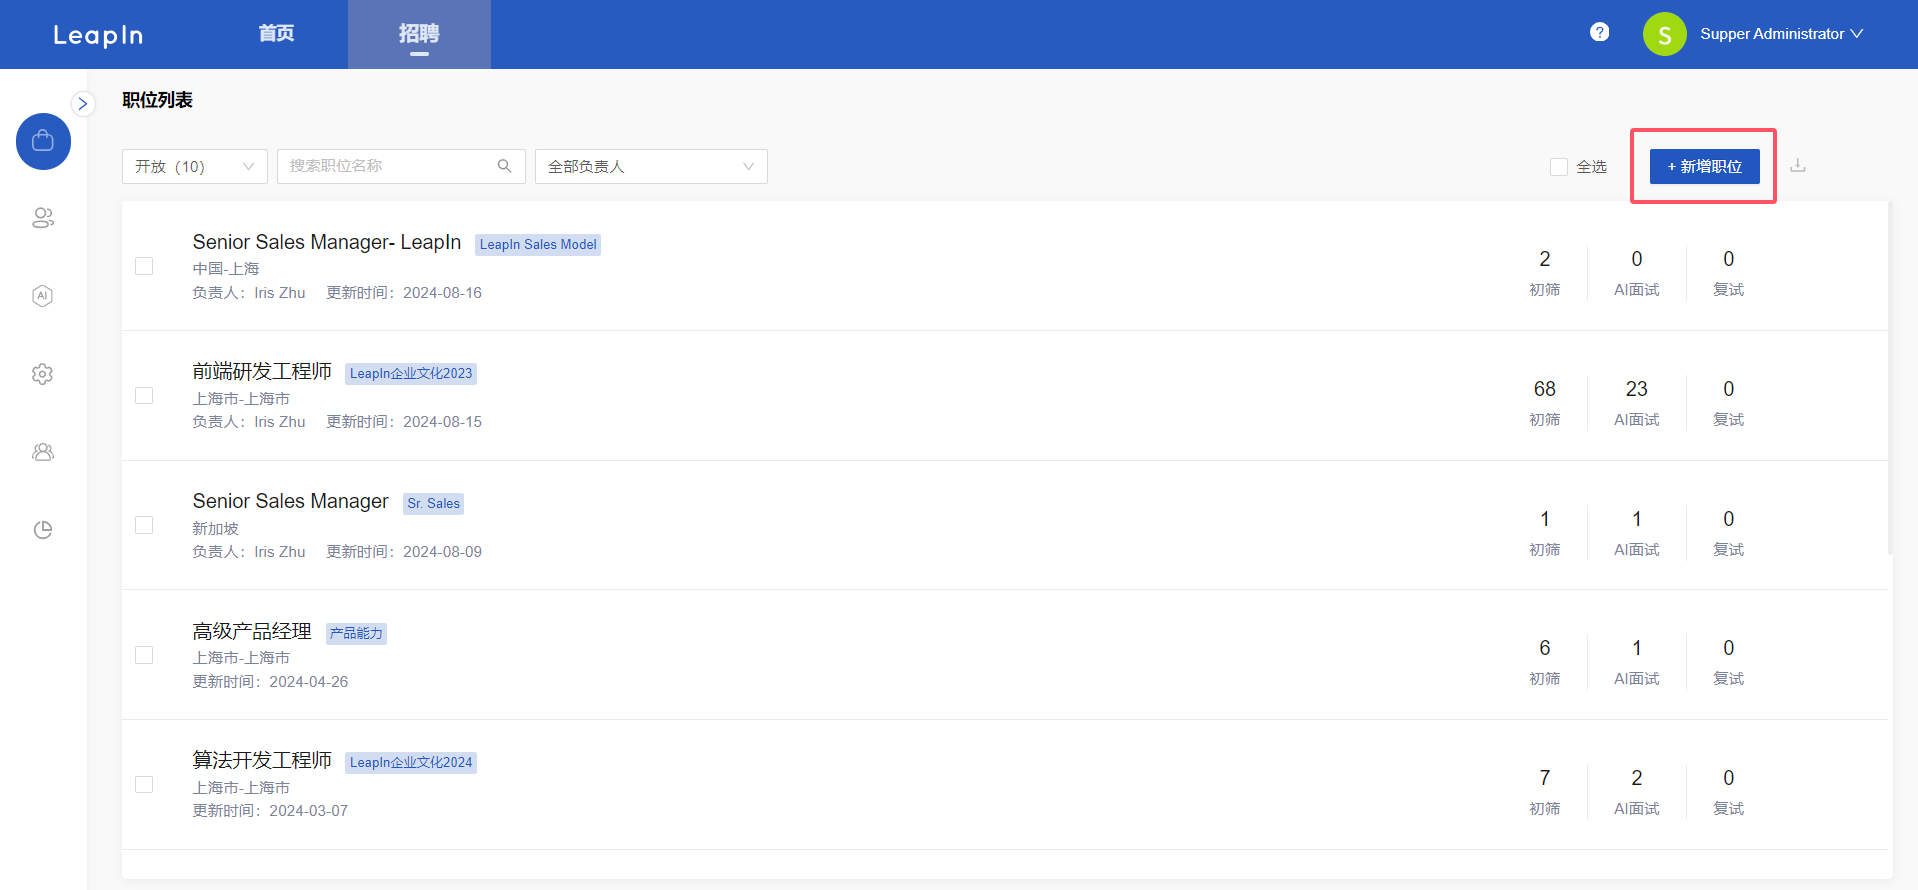 LeapIn
首页
招聘
?
S
Supper Administrator
职位列表
开放（10）
搜索职位名称
全部负责人
全选
+ 新增职位
AI
Senior Sales Manager- LeapIn
LeapIn Sales Model
中国-上海
负责人：Iris Zhu 更新时间：2024-08-16
2
0
0
初筛
AI面试
复试
前端研发工程师
LeapIn企业文化2023
上海市-上海市
负责人：Iris Zhu 更新时间：2024-08-15
68
23
0
初筛
AI面试
复试
Senior Sales Manager
Sr. Sales
新加坡
负责人：Iris Zhu 更新时间：2024-08-09
1
1
0
初筛
AI面试
复试
高级产品经理
产品能力
上海市-上海市
更新时间：2024-04-26
6
1
0
初筛
AI面试
复试
算法开发工程师
LeapIn企业文化2024
上海市-上海市
更新时间：2024-03-07
7
2
0
初筛
AI面试
复试